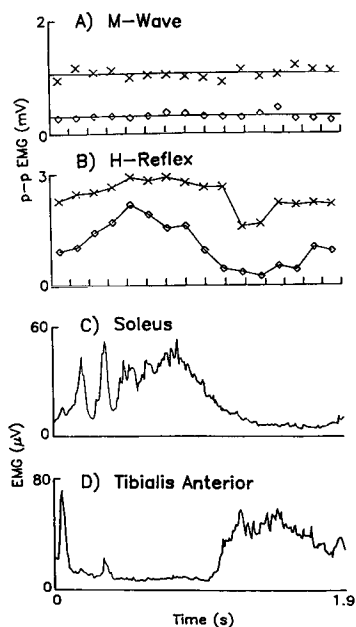 A) M-Wave
2
0
p-p EMG (mV)
B) H-Reflex
3
0
C) Soleus
60
0
EMG (μV)
D) Tibialis Anterior
80
0
0
1.9
Time (s)